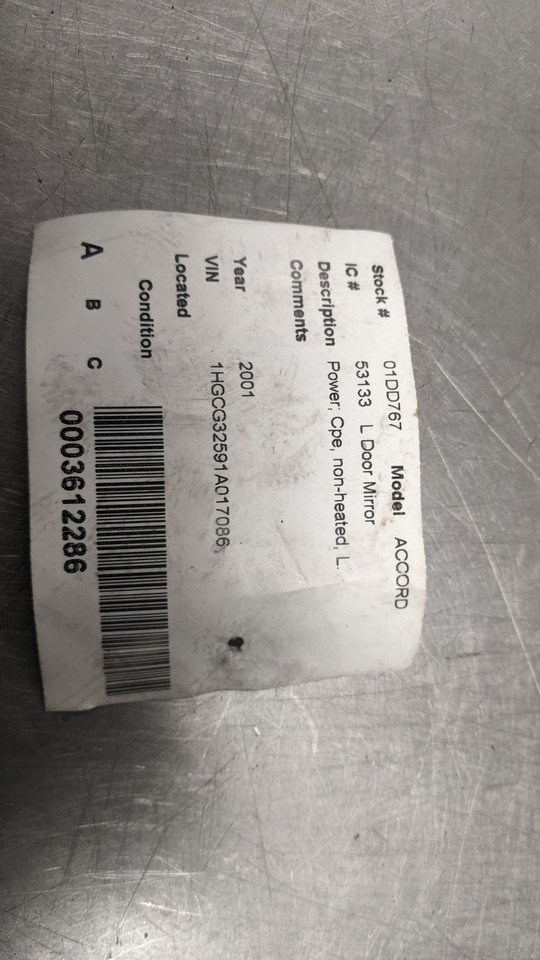 Stock # 01DD767 Model ACCORD
IC # 53133 L Door Mirror
Description Power; Cpe, non-heated, L.
Comments
Year 2001
VIN 1HGCG32591A017086
Located
Condition
A B C 0003612286